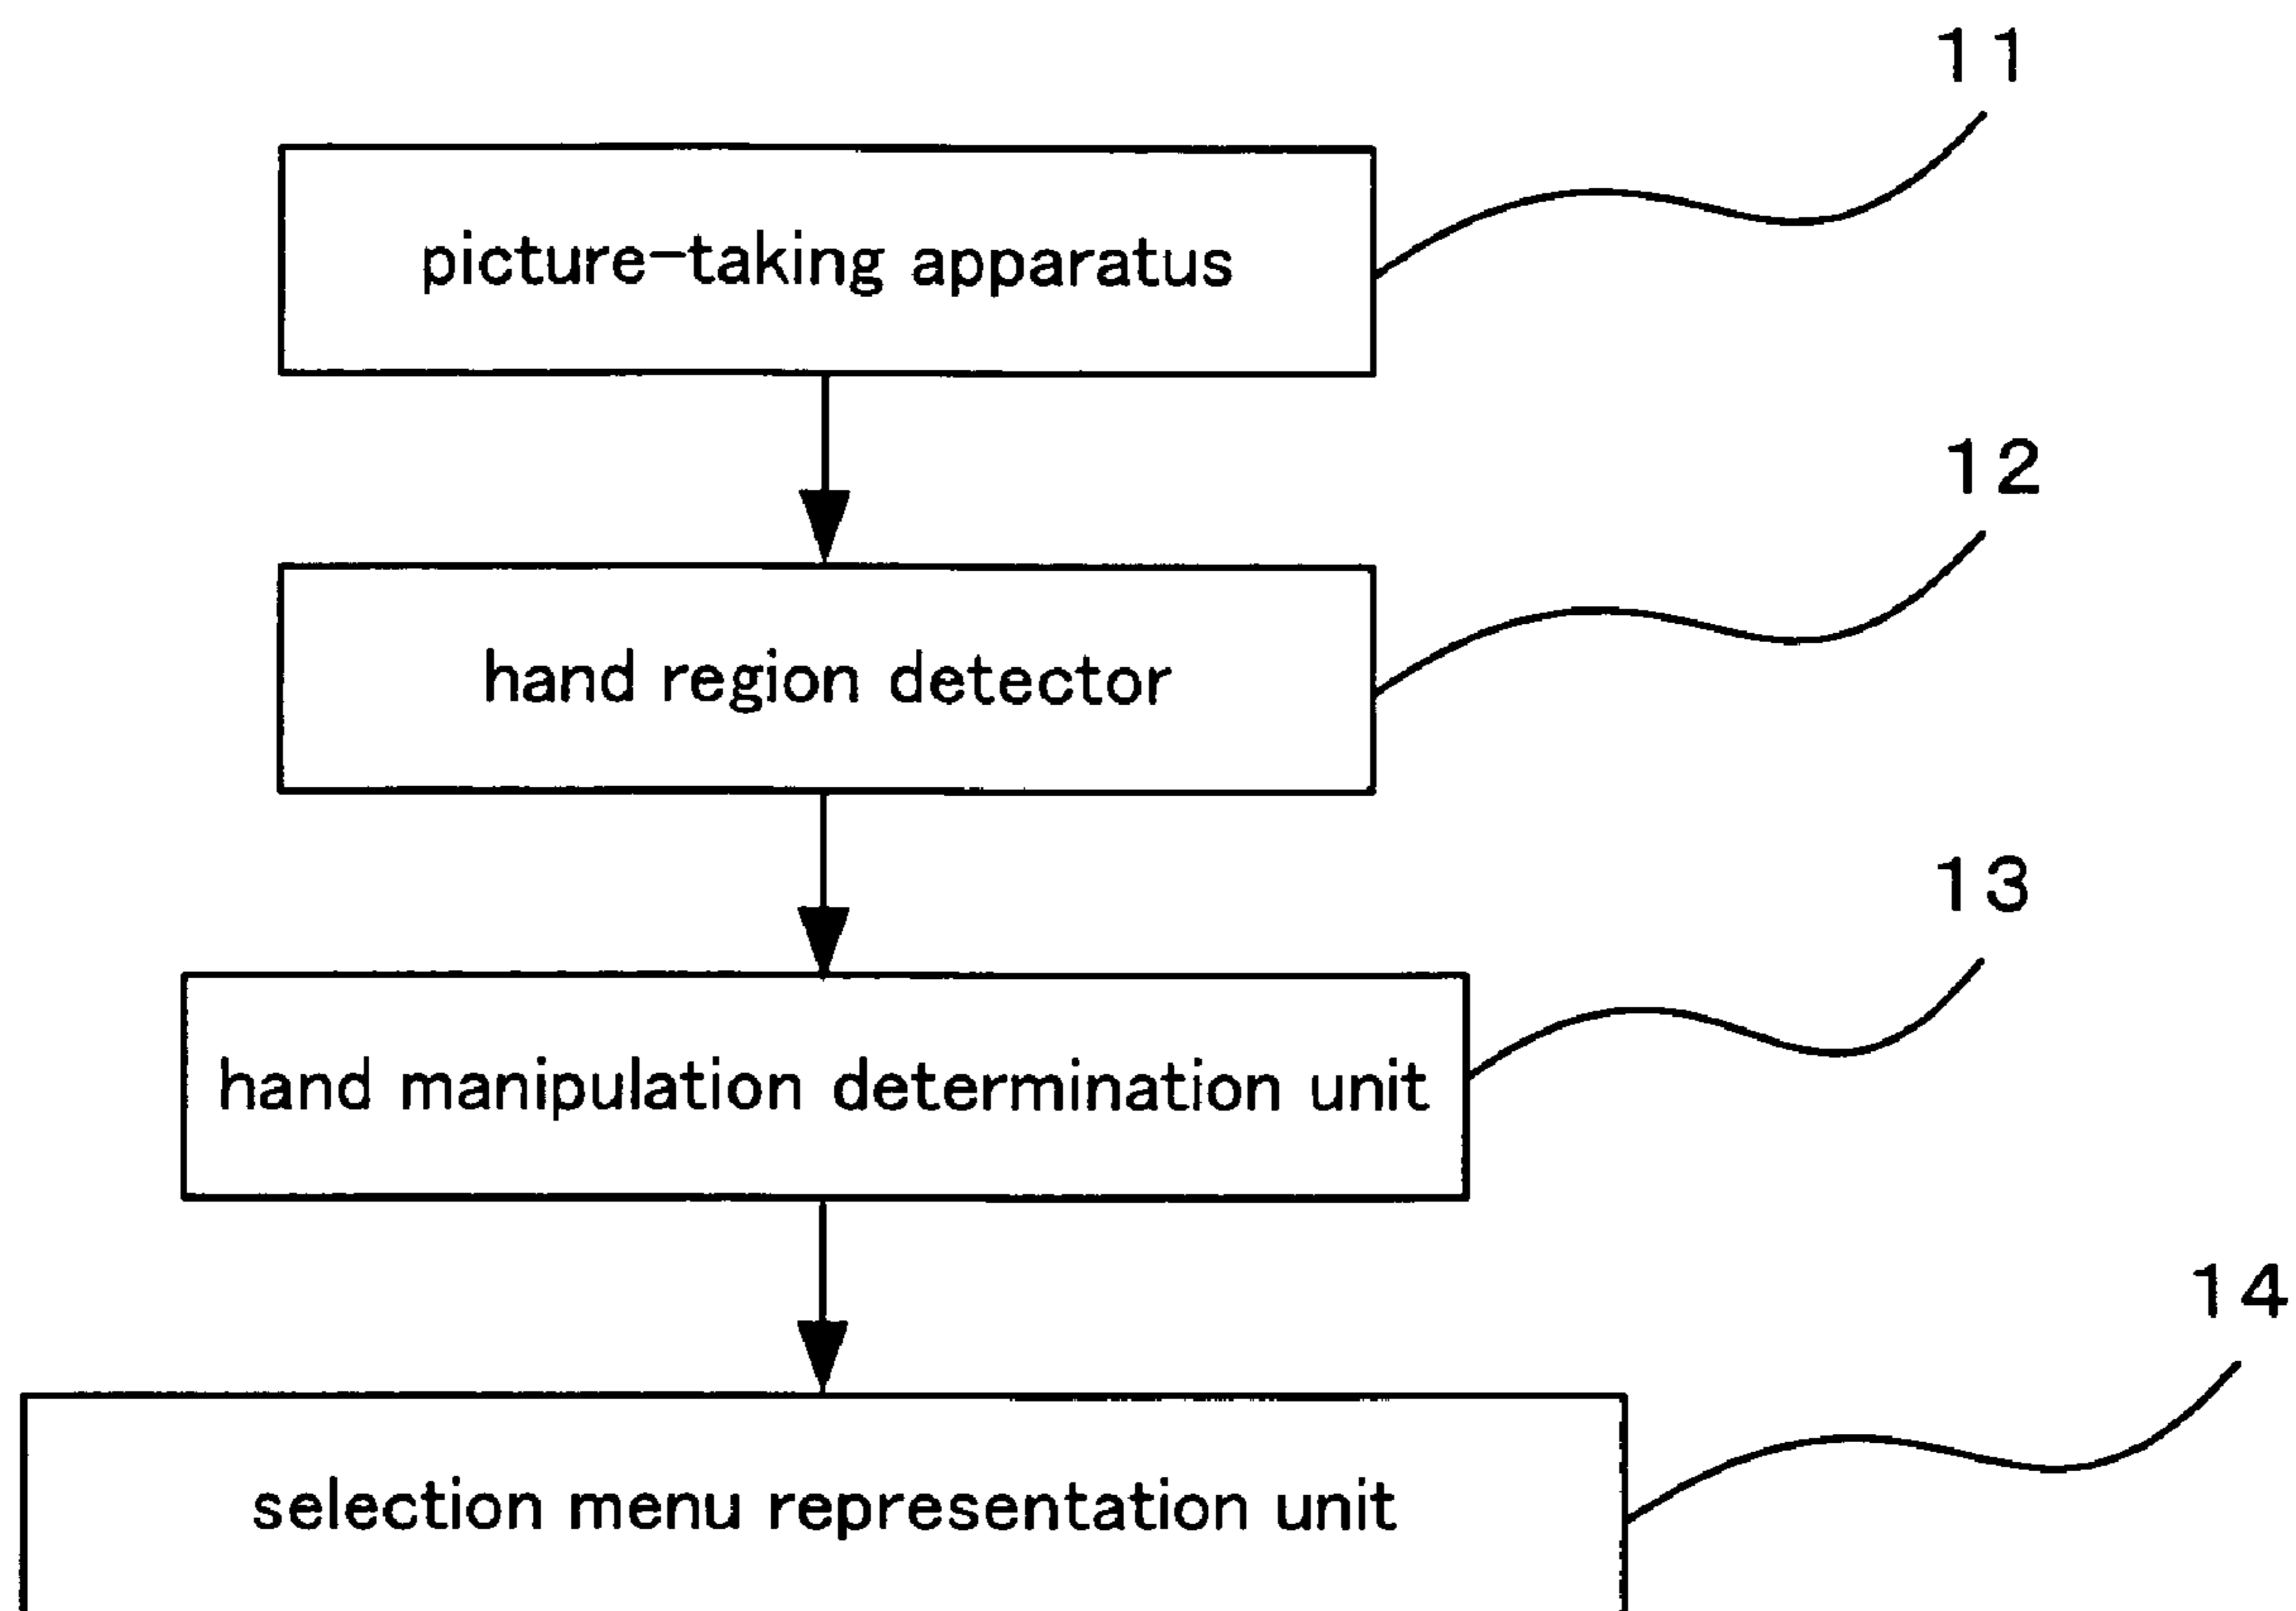 11
picture-taking apparatus
12
hand region detector
13
hand manipulation determination unit
14
selection menu representation unit